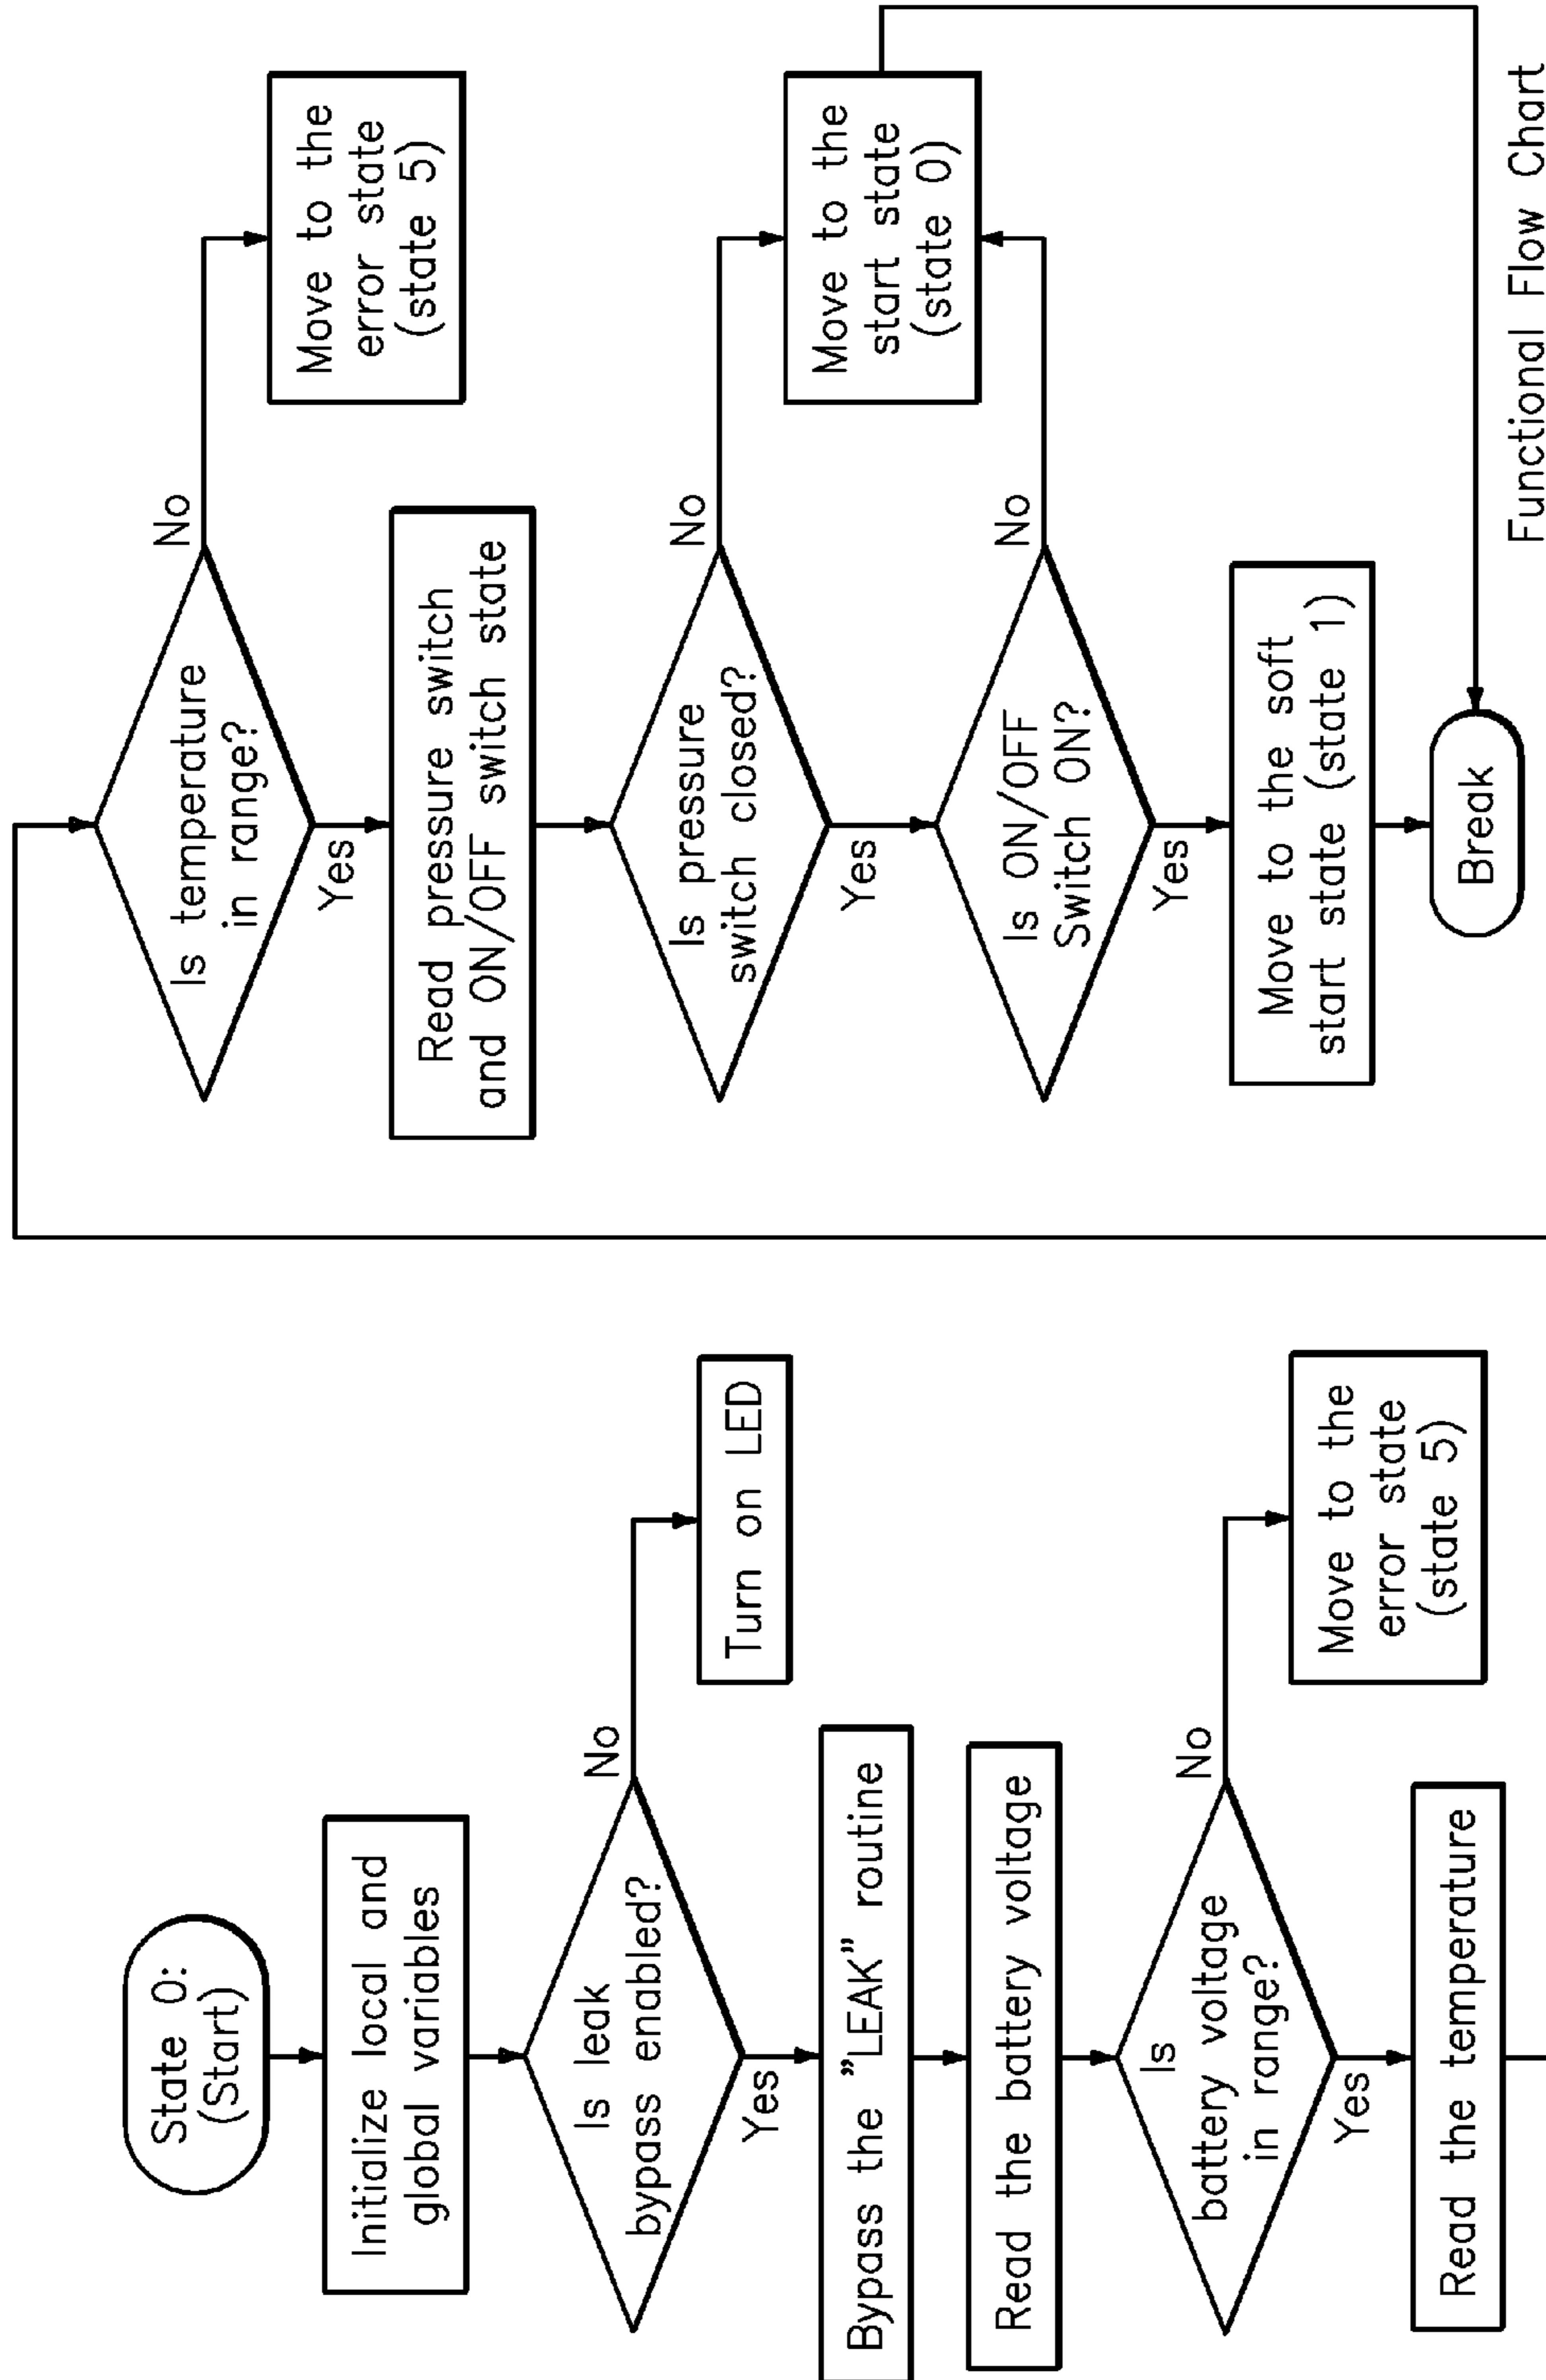 State 0:
(Start)
Initialize local and
global variables
Is leak
bypass enabled?
No
Turn on LED
Yes
Bypass the "LEAK" routine
Read the battery voltage
Is
battery voltage
in range?
No
Move to the
error state
(state 5)
Yes
Read the temperature
Is temperature
in range?
No
Move to the
error state
(state 5)
Yes
Read pressure switch
and ON/OFF switch state
Is pressure
switch closed?
No
Move to the
start state
(state 0)
Yes
Is ON/OFF
Switch ON?
No
Yes
Move to the soft
start state (state 1)
Break
Functional Flow Chart